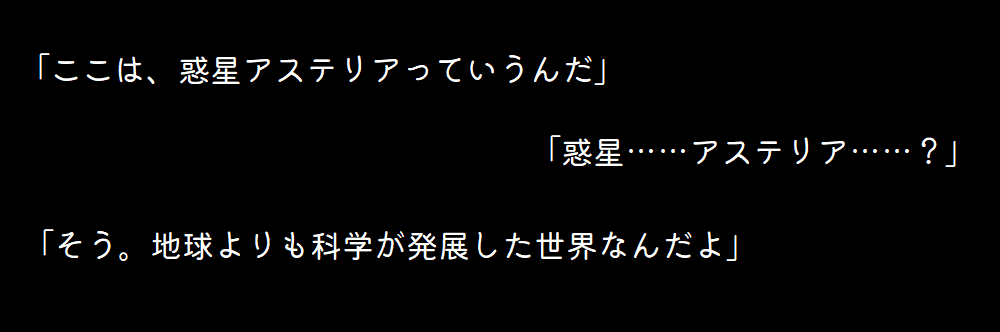 「ここは、惑星アステリアっていうんだ」
「惑星……アステリア……？」
「そう。地球よりも科学が発展した世界なんだよ」